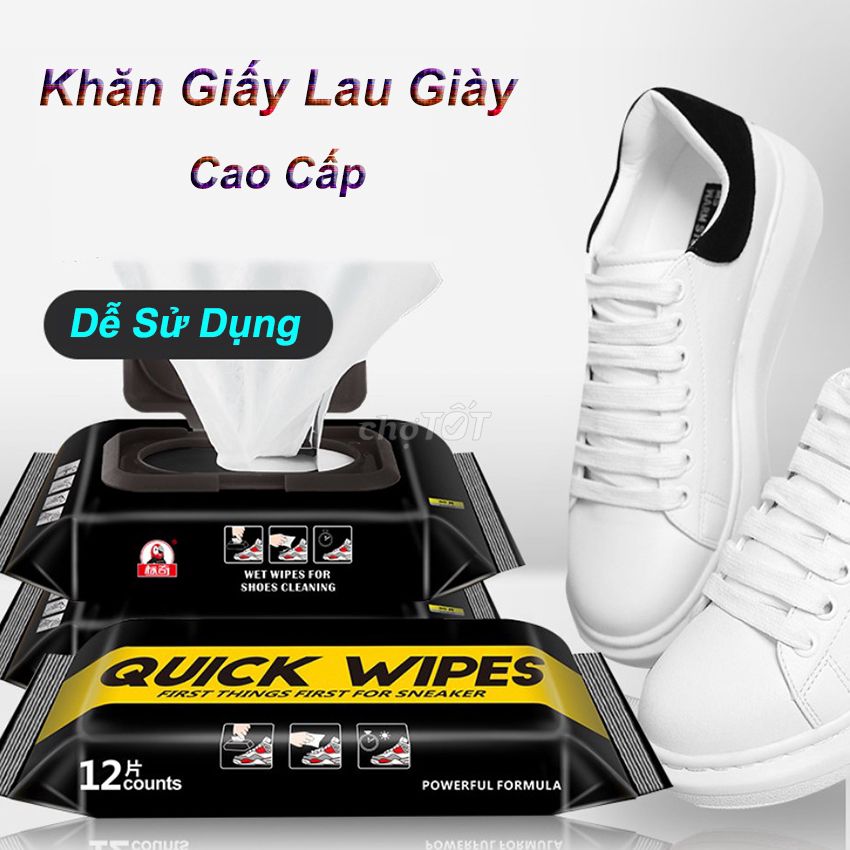 Khăn Giấy Lau Giày
Cao Cấp
Dễ Sử Dụng
chợTỐT
WARM
WET WIPES FOR
SHOES CLEANING
QUICK WIPES
FIRST THINGS FIRST FOR SNEAKER
12片
counts
POWERFUL FORMULA